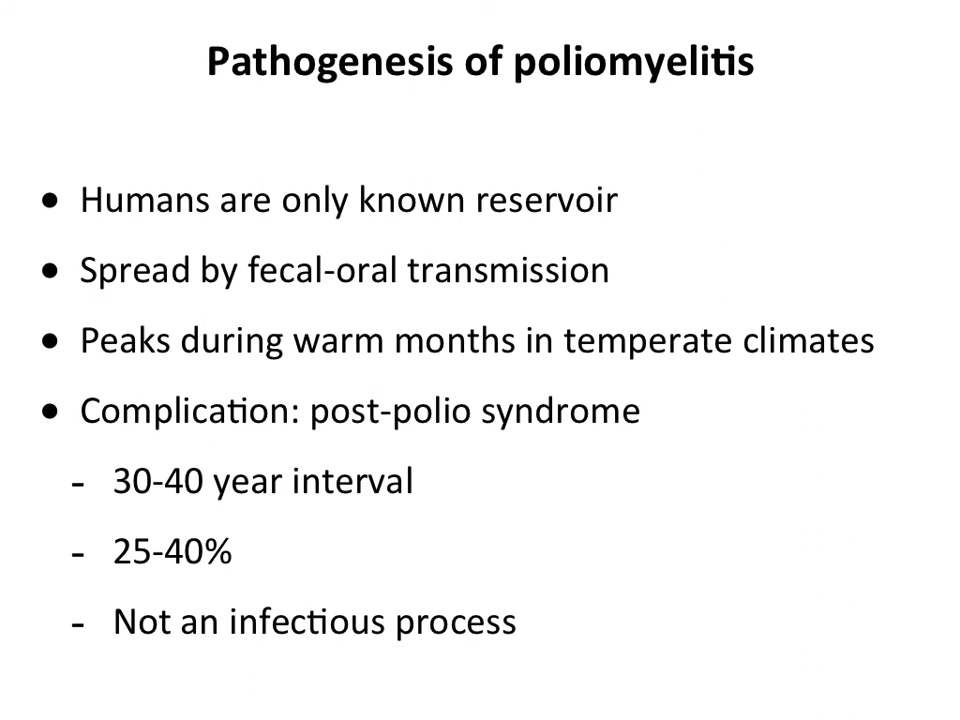 Pathogenesis of poliomyelitis
• Humans are only known reservoir
• Spread by fecal-oral transmission
• Peaks during warm months in temperate climates
• Complication: post-polio syndrome
- 30-40 year interval
- 25-40%
- Not an infectious process